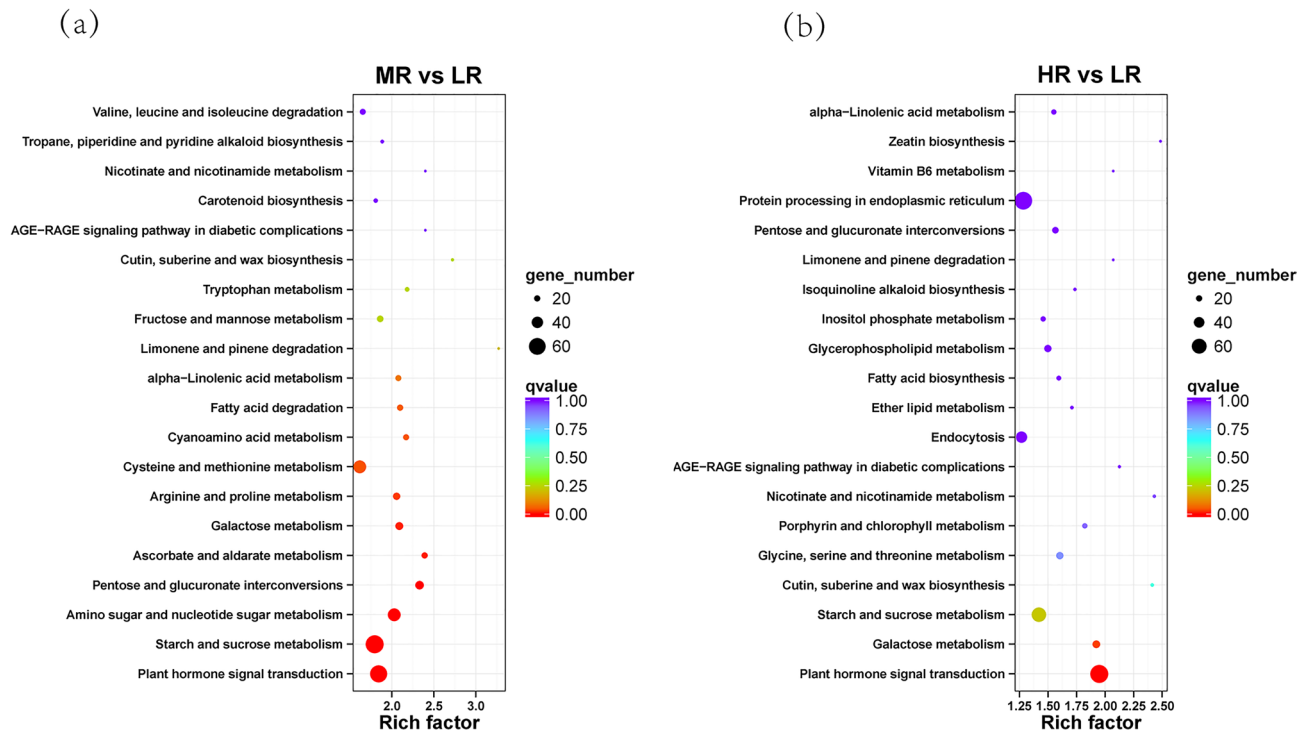 (a)
MR vs LR
Valine, leucine and isoleucine degradation
Tropane, piperidine and pyridine alkaloid biosynthesis
Nicotinate and nicotinamide metabolism
Carotenoid biosynthesis
AGE−RAGE signaling pathway in diabetic complications
Cutin, suberine and wax biosynthesis
Tryptophan metabolism
Fructose and mannose metabolism
Limonene and pinene degradation
alpha−Linolenic acid metabolism
Fatty acid degradation
Cyanoamino acid metabolism
Cysteine and methionine metabolism
Arginine and proline metabolism
Galactose metabolism
Ascorbate and aldarate metabolism
Pentose and glucuronate interconversions
Amino sugar and nucleotide sugar metabolism
Starch and sucrose metabolism
Plant hormone signal transduction
2.0 2.5 3.0
Rich factor
gene_number
20
40
60
qvalue
1.00
0.75
0.50
0.25
0.00
(b)
HR vs LR
alpha−Linolenic acid metabolism
Zeatin biosynthesis
Vitamin B6 metabolism
Protein processing in endoplasmic reticulum
Pentose and glucuronate interconversions
Limonene and pinene degradation
Isoquinoline alkaloid biosynthesis
Inositol phosphate metabolism
Glycerophospholipid metabolism
Fatty acid biosynthesis
Ether lipid metabolism
Endocytosis
AGE−RAGE signaling pathway in diabetic complications
Nicotinate and nicotinamide metabolism
Porphyrin and chlorophyll metabolism
Glycine, serine and threonine metabolism
Cutin, suberine and wax biosynthesis
Starch and sucrose metabolism
Galactose metabolism
Plant hormone signal transduction
1.25 1.50 1.75 2.00 2.25 2.50
Rich factor
gene_number
20
40
60
qvalue
1.00
0.75
0.50
0.25
0.00